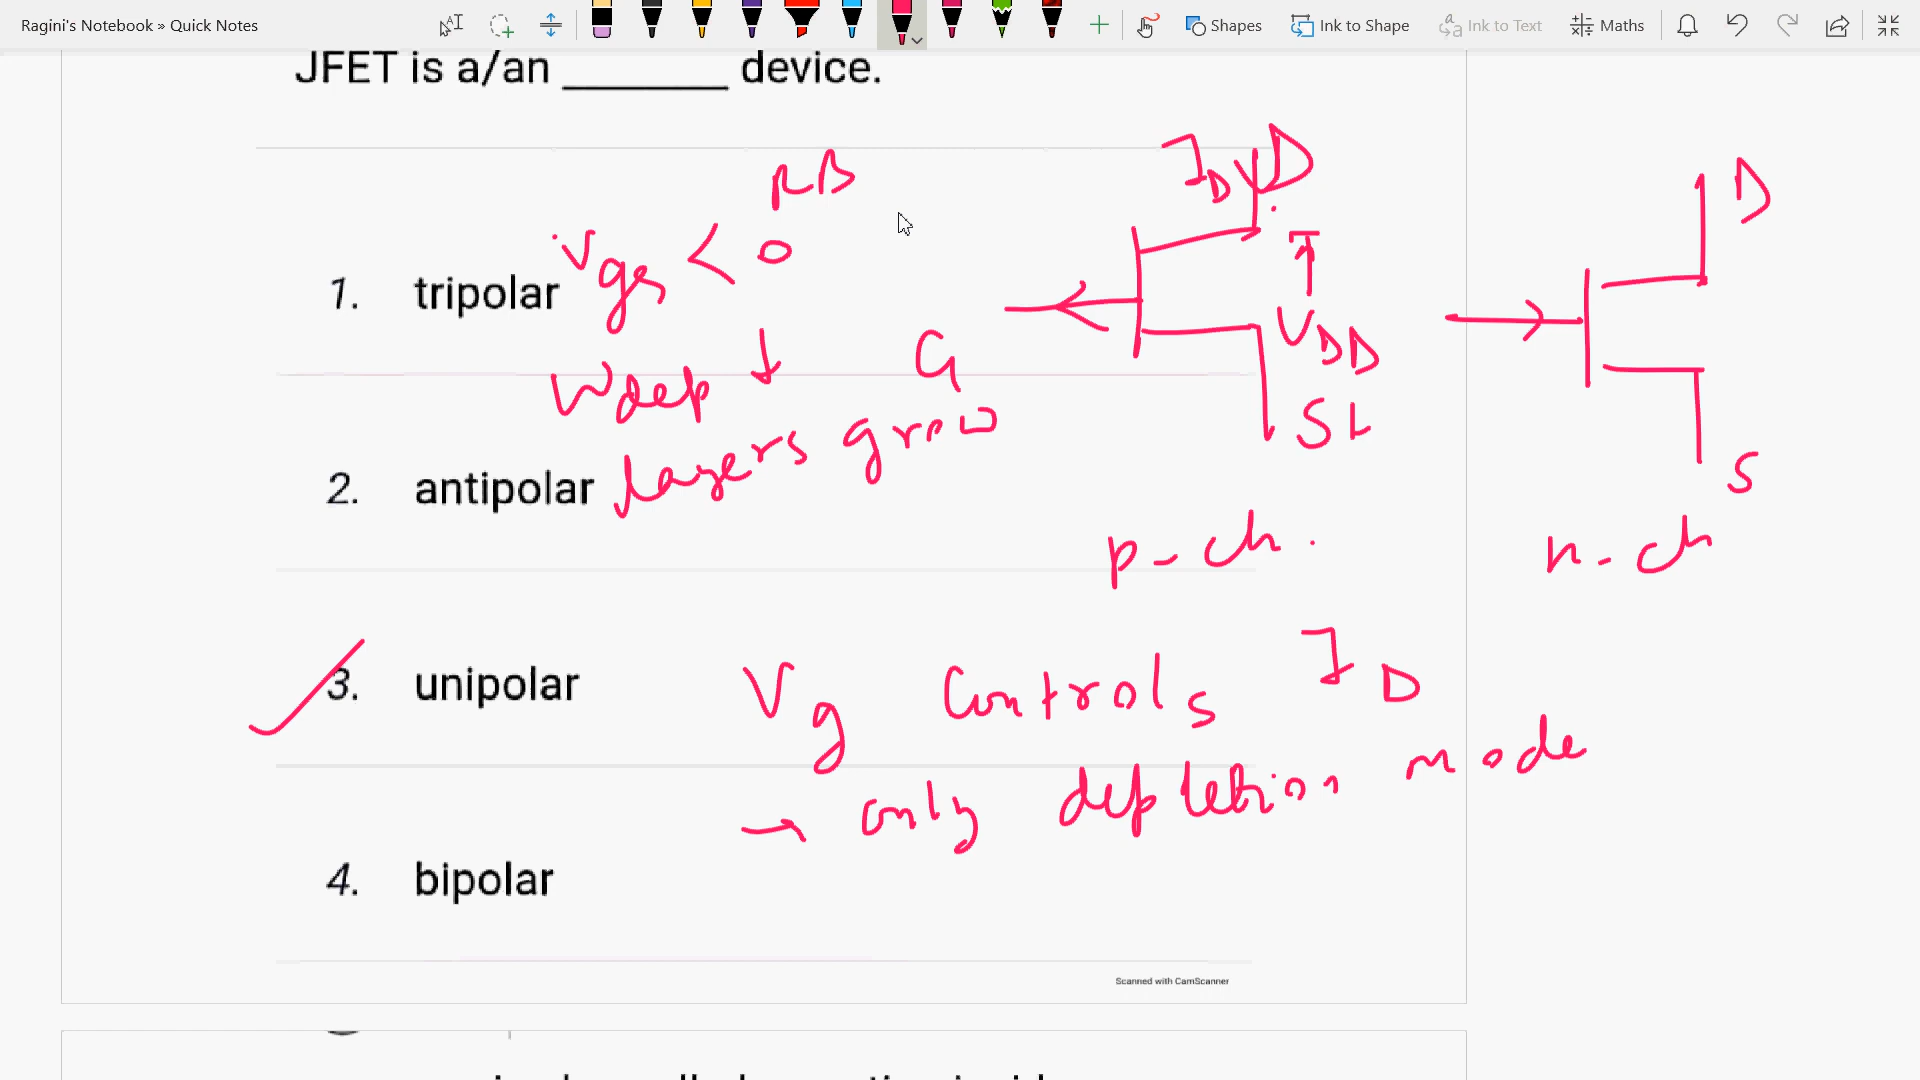 Ragini's Notebook » Quick Notes
Shapes
Ink to Shape
Ink to Text
Maths
JFET is a/an ________ device.
RB
Vgs < 0
1. tripolar
Wdep ↓
layers grow
G
ID
D
VDD
S
p-ch.
D
S
n-ch
2. antipolar
3. unipolar
Vg controls ID
→ only depletion mode
4. bipolar
Scanned with CamScanner